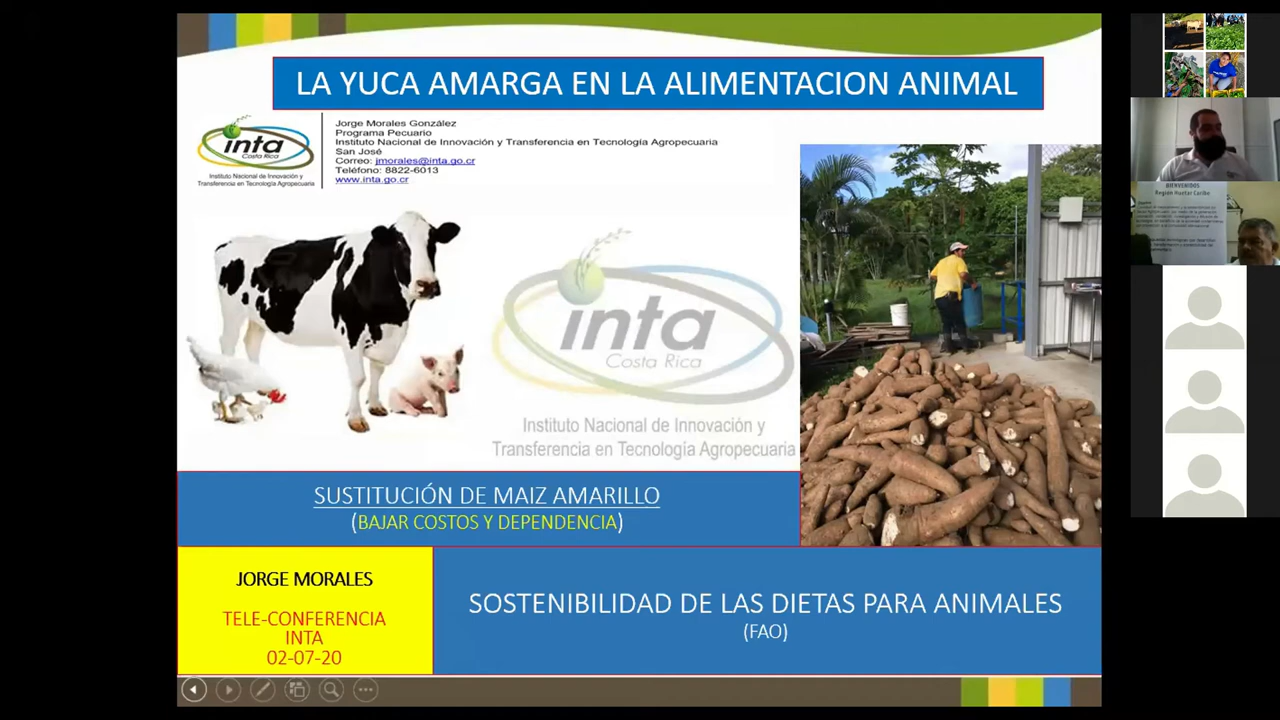 LA YUCA AMARGA EN LA ALIMENTACION ANIMAL
inta
Costa Rica
Instituto Nacional de Innovación y
Transferencia en Tecnología Agropecuaria
Jorge Morales González
Programa Pecuario
Instituto Nacional de Innovación y Transferencia en Tecnología Agropecuaria
San José
Correo: jmorales@inta.go.cr
Teléfono: 8822-6013
www.inta.go.cr
inta
Costa Rica
Instituto Nacional de Innovación y
Transferencia en Tecnología Agropecuaria
SUSTITUCIÓN DE MAIZ AMARILLO
(BAJAR COSTOS Y DEPENDENCIA)
JORGE MORALES
TELE-CONFERENCIA
INTA
02-07-20
SOSTENIBILIDAD DE LAS DIETAS PARA ANIMALES
(FAO)
BIENVENIDOS
Región Huetar Caribe